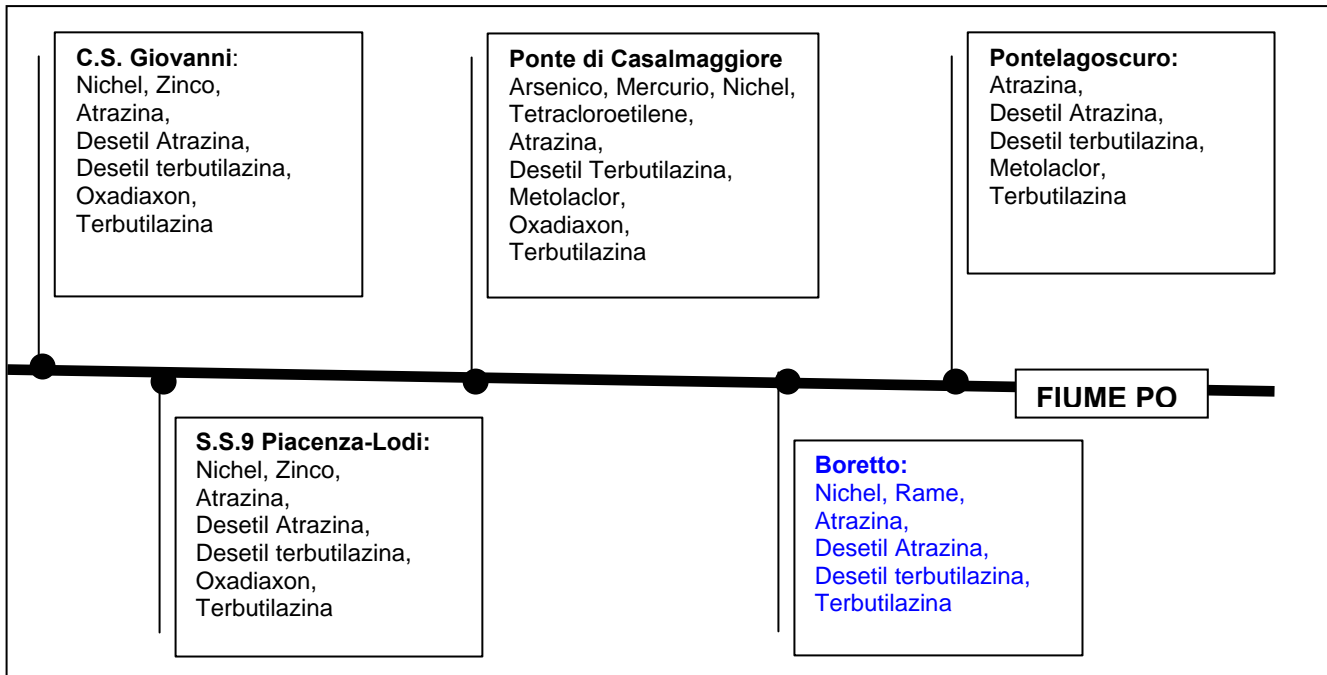 C.S. Giovanni:
Nichel, Zinco,
Atrazina,
Desetil Atrazina,
Desetil terbutilazina,
Oxadiaxon,
Terbutilazina
Ponte di Casalmaggiore
Arsenico, Mercurio, Nichel,
Tetracloroetilene,
Atrazina,
Desetil Terbutilazina,
Metolaclor,
Oxadiaxon,
Terbutilazina
Pontelagoscuro:
Atrazina,
Desetil Atrazina,
Desetil terbutilazina,
Metolaclor,
Terbutilazina
FIUME PO
S.S.9 Piacenza-Lodi:
Nichel, Zinco,
Atrazina,
Desetil Atrazina,
Desetil terbutilazina,
Oxadiaxon,
Terbutilazina
Boretto:
Nichel, Rame,
Atrazina,
Desetil Atrazina,
Desetil terbutilazina,
Terbutilazina